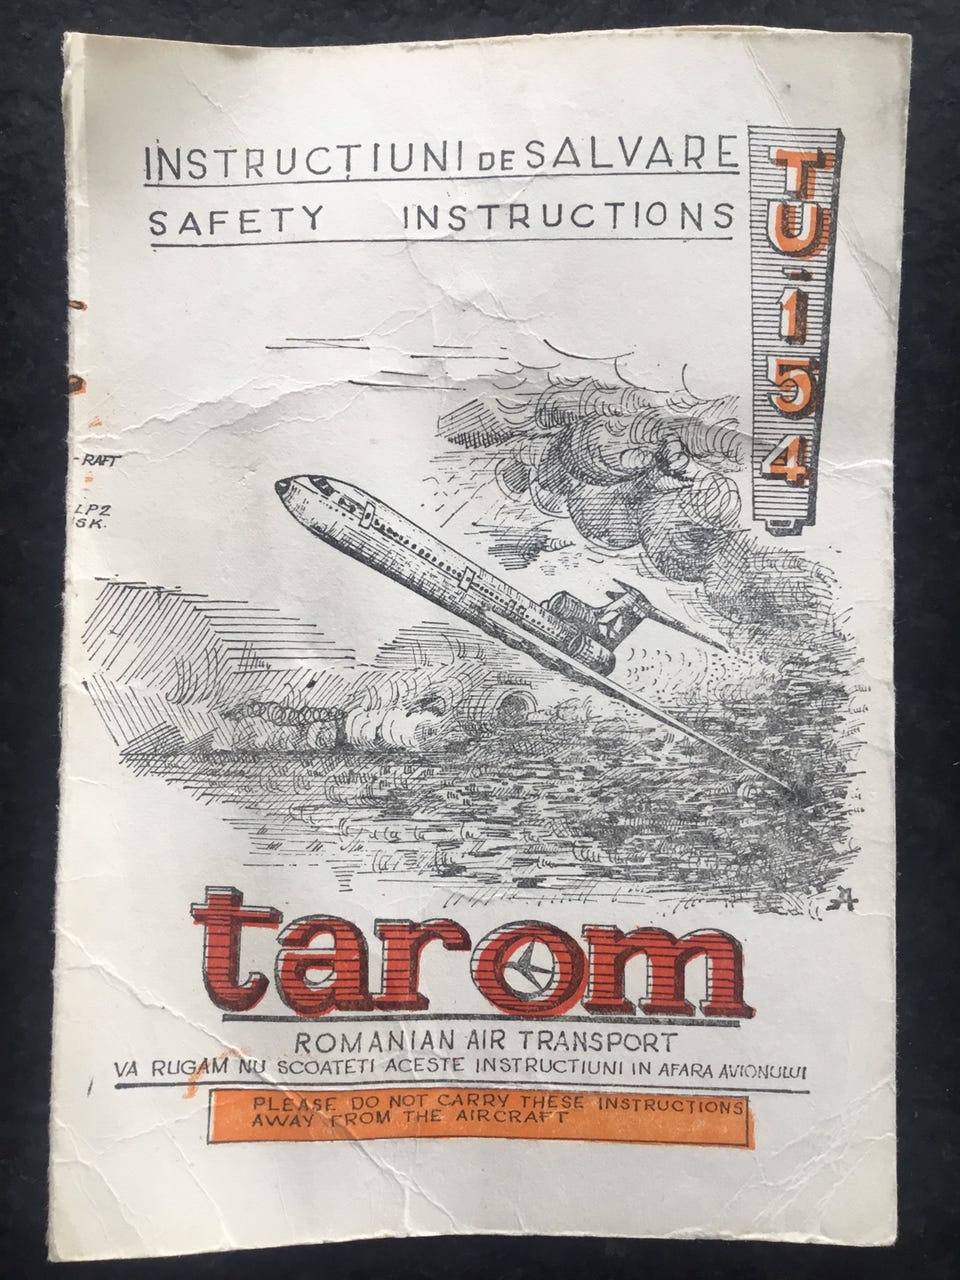 INSTRUCȚIUNI DE SALVARE
SAFETY INSTRUCTIONS
TU-154
-RAFT
LP2
SK.
A
tarom
ROMANIAN AIR TRANSPORT
VA RUGAM NU SCOATETI ACESTE INSTRUCTIUNI IN AFARA AVIONULUI
PLEASE DO NOT CARRY THESE INSTRUCTIONS
AWAY FROM THE AIRCRAFT